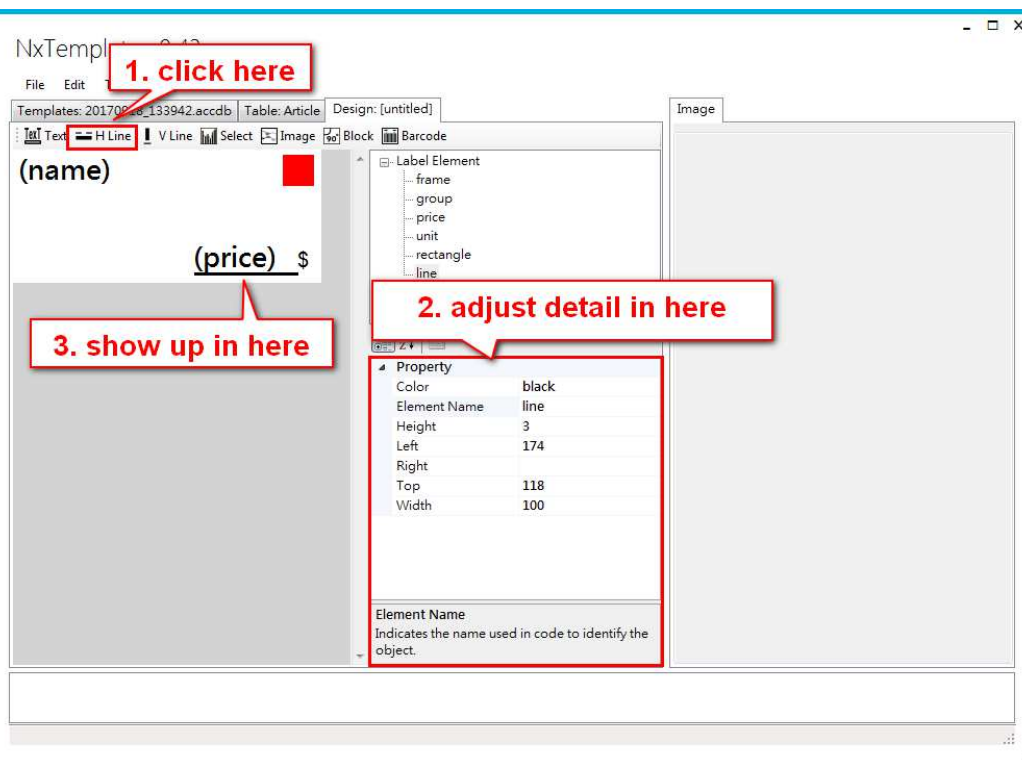 NxTempl
1. click here
File Edit T
Templates: 20170918_133942.accdb Table: Article Design: [untitled] Image
Text H Line V Line Select Image Block Barcode
(name)
(price) $
Label Element
frame
group
price
unit
rectangle
line
2. adjust detail in here
3. show up in here
Property
Color black
Element Name line
Height 3
Left 174
Right
Top 118
Width 100
Element Name
Indicates the name used in code to identify the
object.